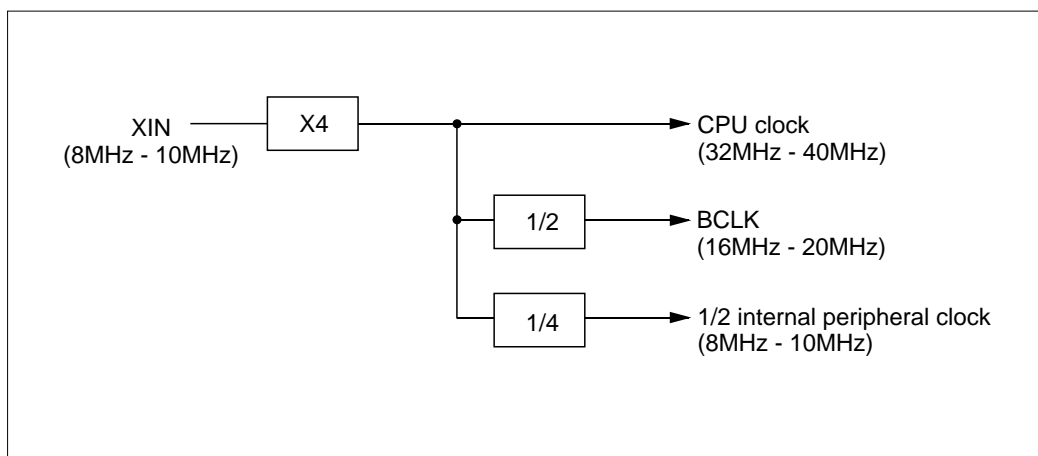 XIN
(8MHz - 10MHz)
X4
CPU clock
(32MHz - 40MHz)
1/2
BCLK
(16MHz - 20MHz)
1/4
1/2 internal peripheral clock
(8MHz - 10MHz)